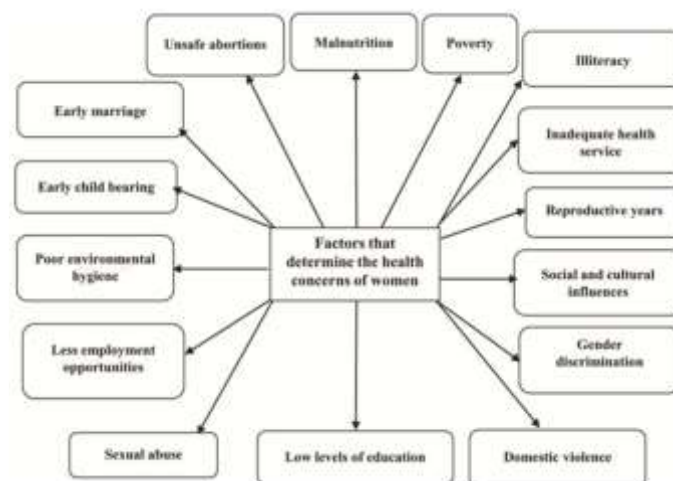 Unsafe abortions
Malnutrition
Poverty
Illiteracy
Early marriage
Inadequate health
service
Early child bearing
Reproductive years
Factors that
determine the health
concerns of women
Poor environmental
hygiene
Social and cultural
influences
Less employment
opportunities
Gender
discrimination
Sexual abuse
Low levels of education
Domestic violence